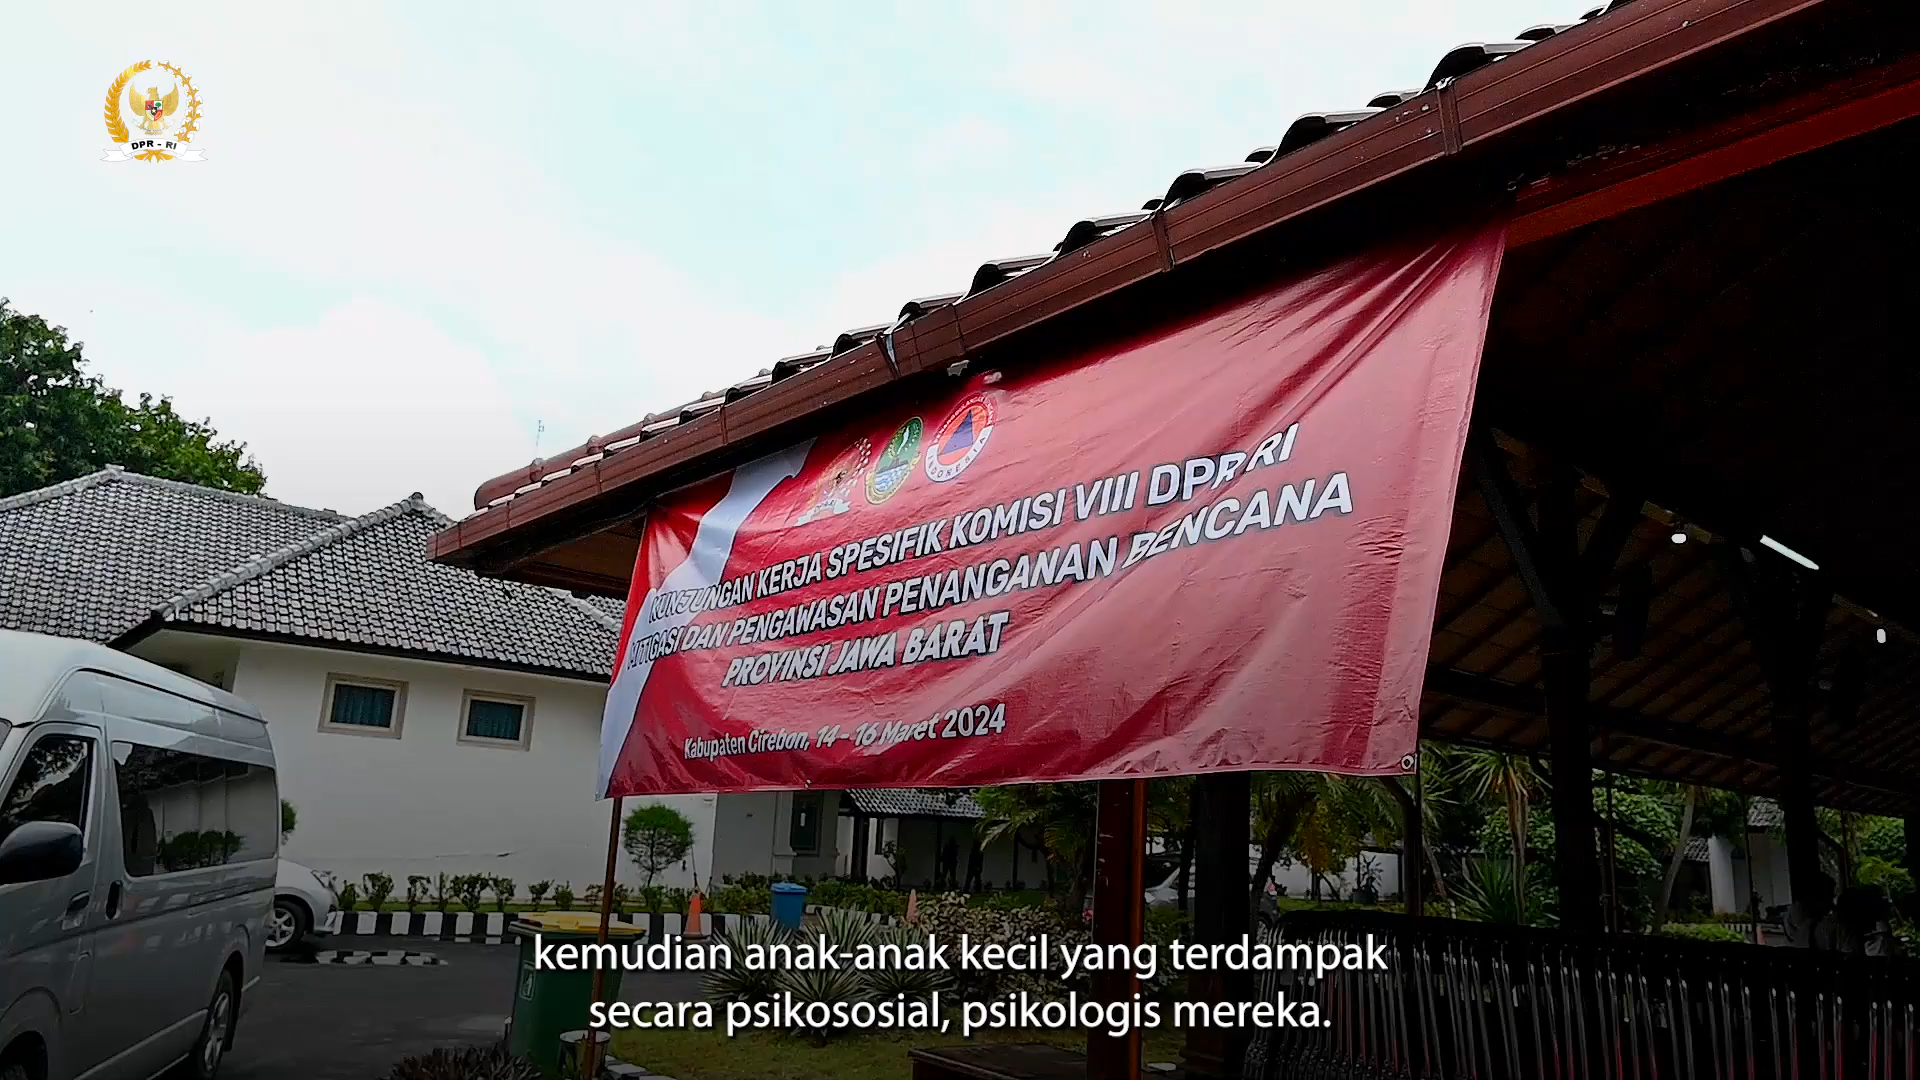 DPR - RI
KUNJUNGAN KERJA SPESIFIK KOMISI VIII DPR RI
MITIGASI DAN PENGAWASAN PENANGANAN BENCANA
PROVINSI JAWA BARAT
Kabupaten Cirebon, 14 - 16 Maret 2024
kemudian anak-anak kecil yang terdampak
secara psikososial, psikologis mereka.